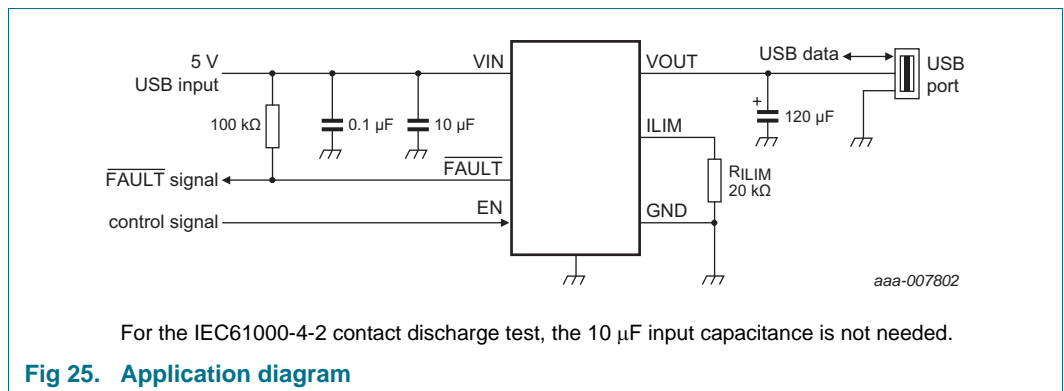 5 V
USB input
VIN
VOUT
USB data
USB
port
100 kΩ
0.1 μF
10 μF
+
120 μF
ILIM
RILIM
20 kΩ
FAULT signal
FAULT
control signal
EN
GND
aaa-007802
For the IEC61000-4-2 contact discharge test, the 10 μF input capacitance is not needed.
Fig 25. Application diagram